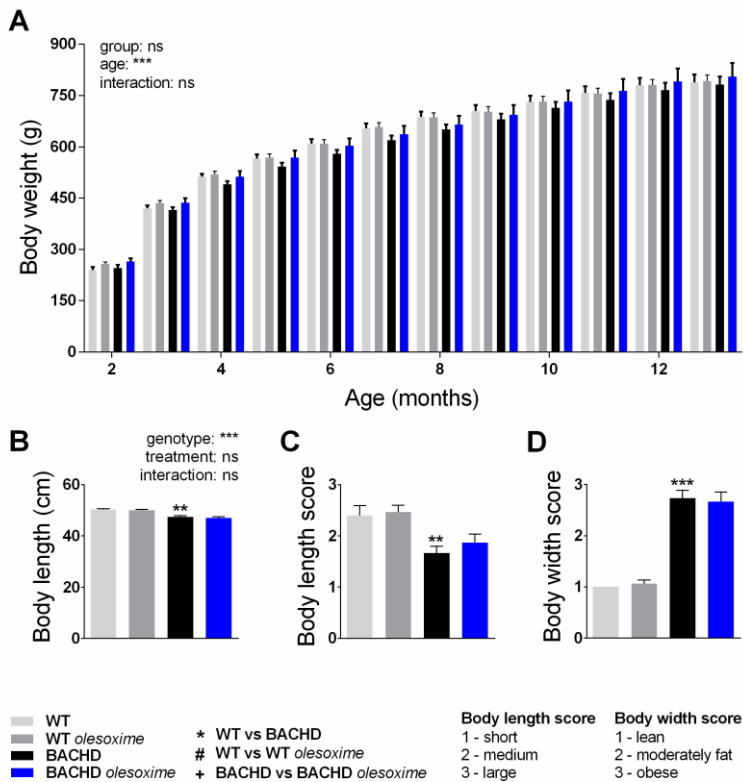 A
group: ns
age: ***
interaction: ns
Body weight (g)
900
750
600
450
300
150
0
2 4 6 8 10 12
Age (months)
B
genotype: ***
treatment: ns
interaction: ns
Body length (cm)
60
40
20
0
**
C
Body length score
3
2
1
0
**
D
Body width score
3
2
1
0
***
WT
WT olesoxime
BACHD
BACHD olesoxime
* WT vs BACHD
# WT vs WT olesoxime
+ BACHD vs BACHD olesoxime
Body length score
1 - short
2 - medium
3 - large
Body width score
1 - lean
2 - moderately fat
3 - obese